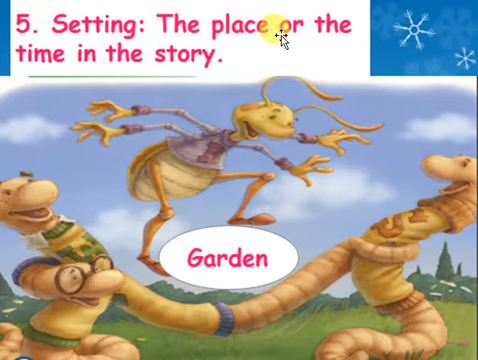 5. Setting: The place or the
time in the story.
Garden